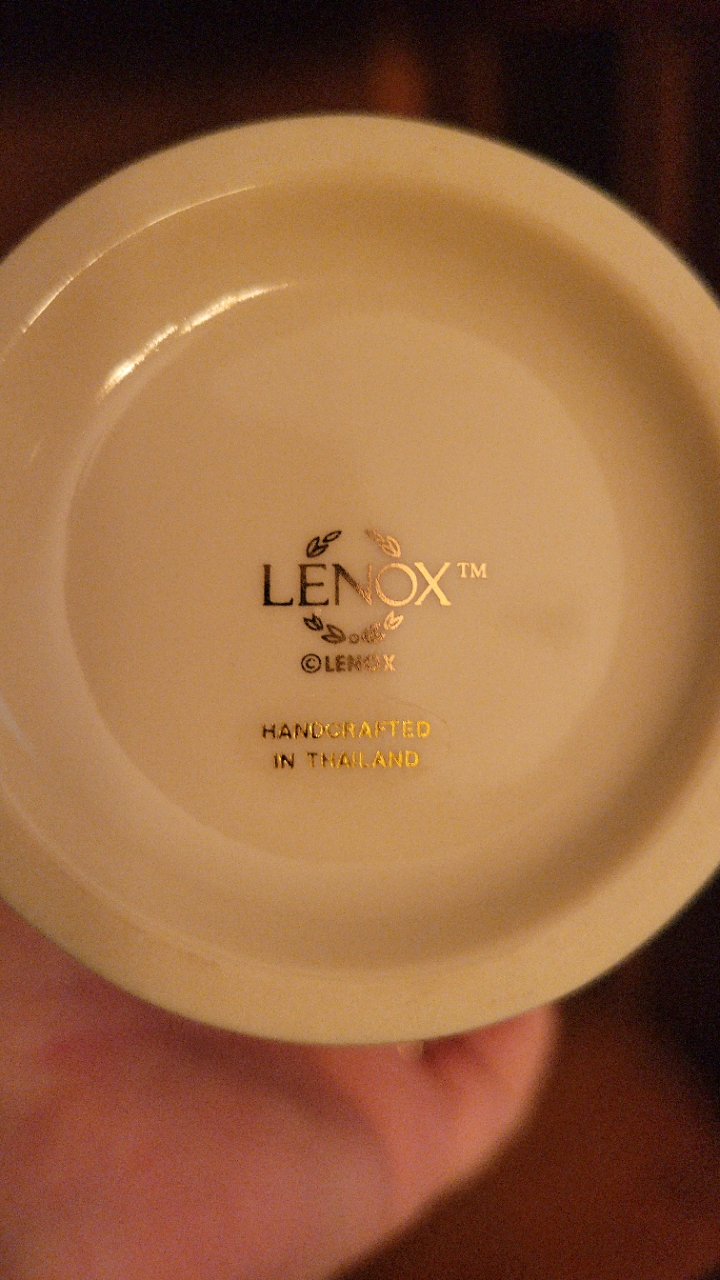 LENOX™
©LENOX
HANDCRAFTED
IN THAILAND